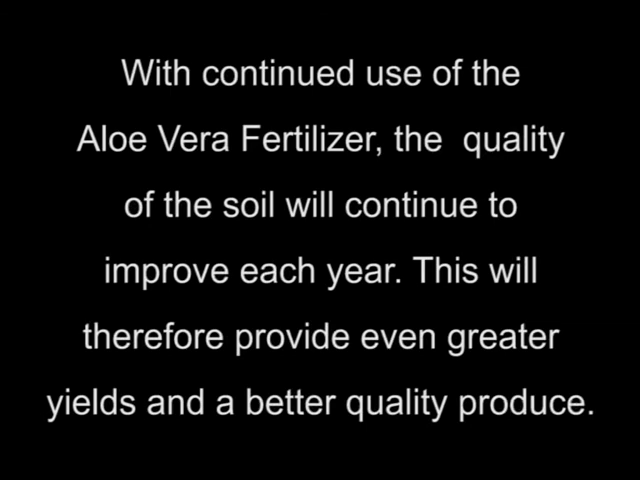 With continued use of the
Aloe Vera Fertilizer, the  quality
of the soil will continue to
improve each year. This will
therefore provide even greater
yields and a better quality produce.